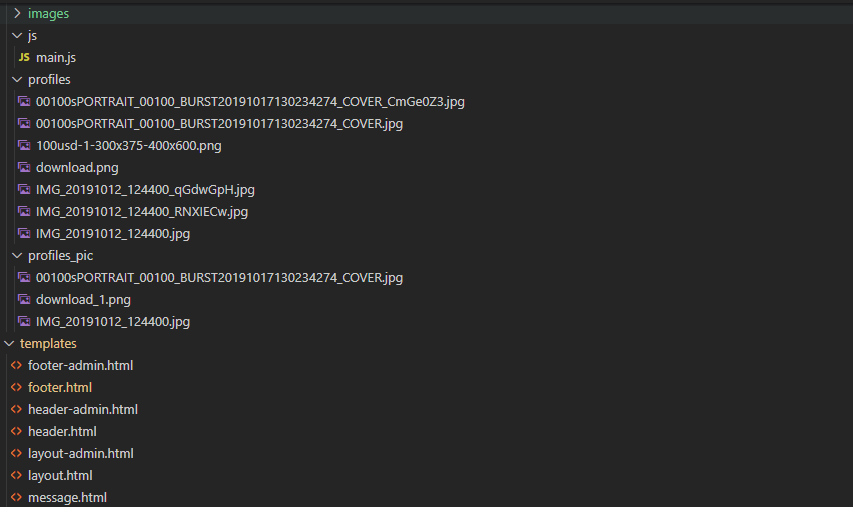 images
js
JS main.js
profiles
00100sPORTRAIT_00100_BURST20191017130234274_COVER_CmGe0Z3.jpg
00100sPORTRAIT_00100_BURST20191017130234274_COVER.jpg
100usd-1-300x375-400x600.png
download.png
IMG_20191012_124400_qGdwGpH.jpg
IMG_20191012_124400_RNXIECw.jpg
IMG_20191012_124400.jpg
profiles_pic
00100sPORTRAIT_00100_BURST20191017130234274_COVER.jpg
download_1.png
IMG_20191012_124400.jpg
templates
footer-admin.html
footer.html
header-admin.html
header.html
layout-admin.html
layout.html
message.html